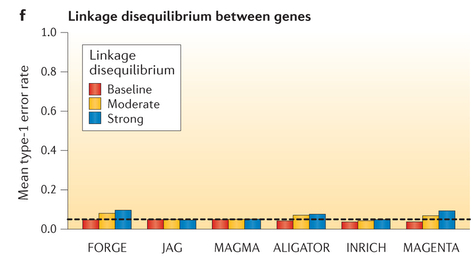 f Linkage disequilibrium between genes
1.0
0.8
0.6
0.4
0.2
0.0
Mean type-1 error rate
Linkage
disequilibrium
Baseline
Moderate
Strong
FORGE JAG MAGMA ALIGATOR INRICH MAGENTA